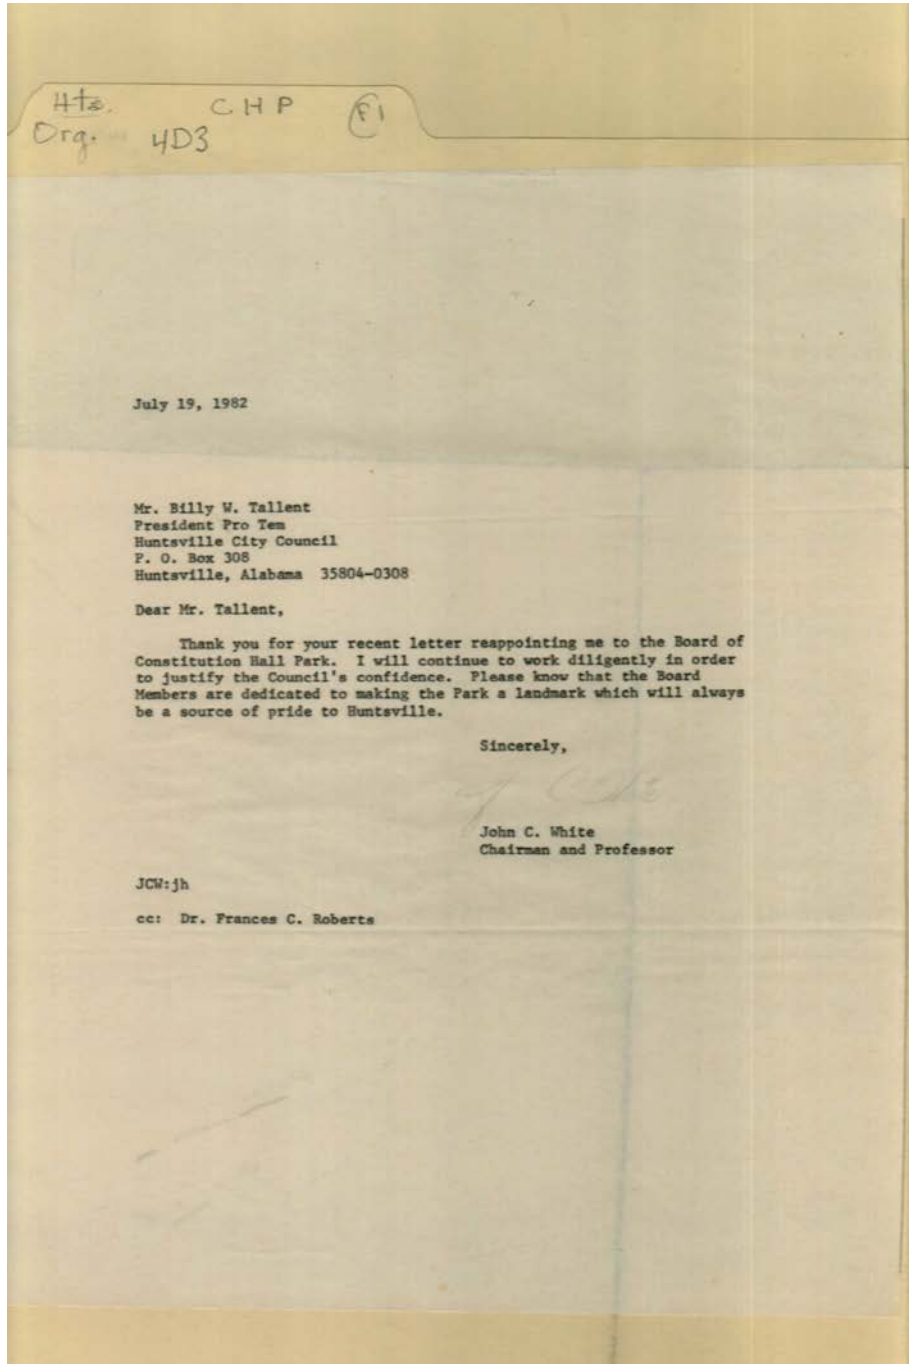 CHP
Org. 4D3
July 19, 1982
Mr. Billy W. Tallent
President Pro Tem
Huntsville City Council
P. O. Box 308
Huntsville, Alabama 35804-0308
Dear Mr. Tallent,
Thank you for your recent letter reappointing me to the Board of
Constitution Hall Park. I will continue to work diligently in order
to justify the Council's confidence. Please know that the Board
Members are dedicated to making the Park a landmark which will always
be a source of pride to Huntsville.
Sincerely,
John C. White
Chairman and Professor
JCW:jh
cc: Dr. Frances C. Roberts